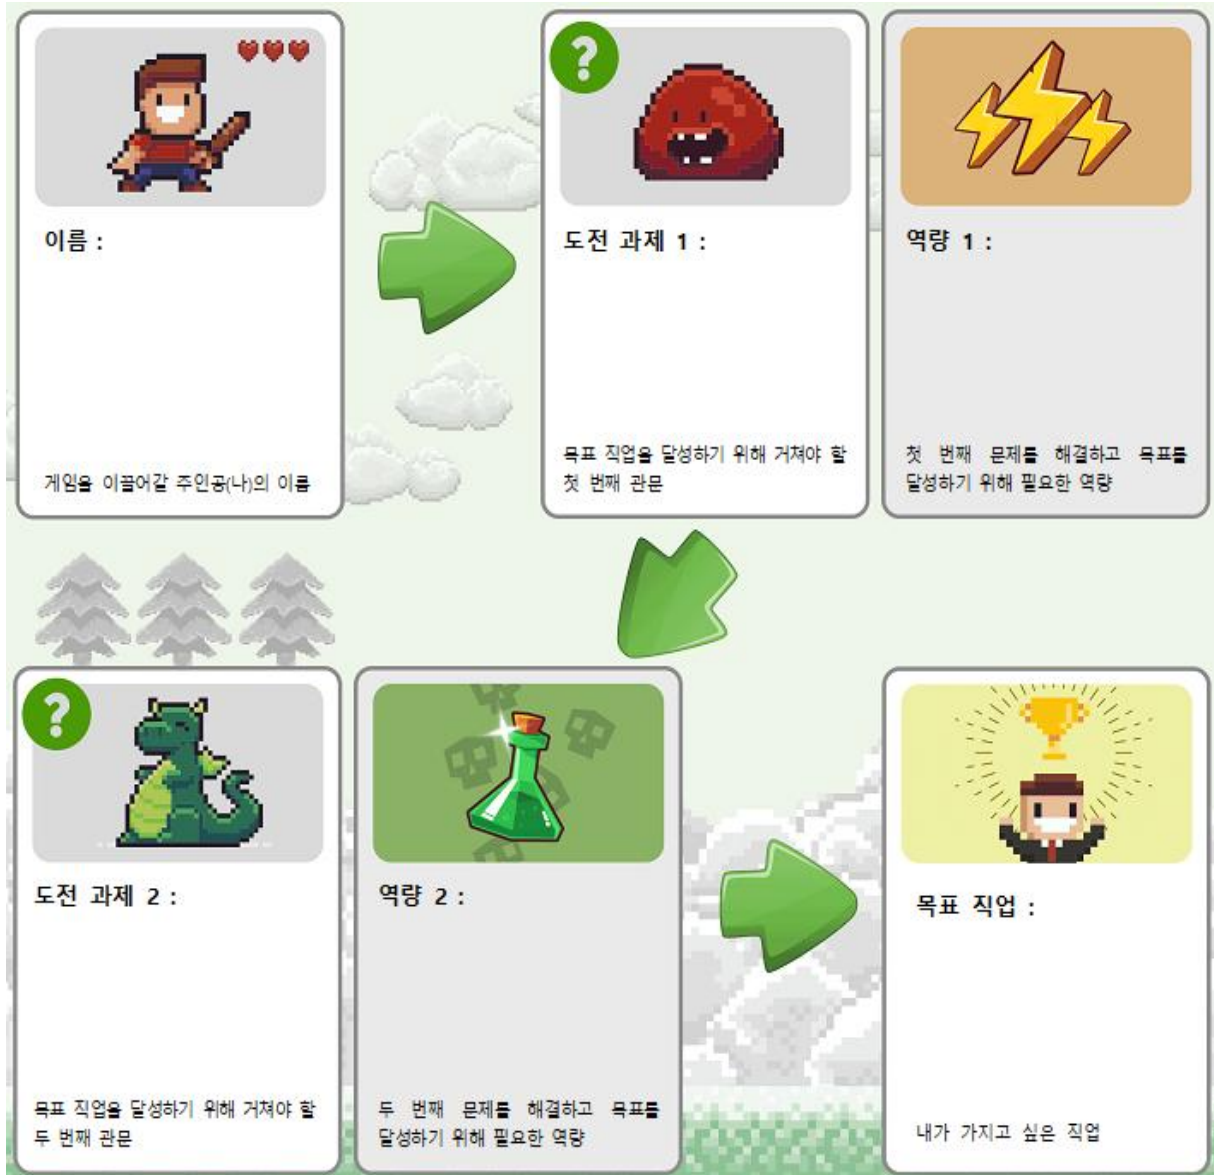 이름 :
게임을 이끌어갈 주인공(나)의 이름
?
도전 과제 1 :
목표 직업을 달성하기 위해 거쳐야 할
첫 번째 관문
역량 1 :
첫 번째 문제를 해결하고 목표를
달성하기 위해 필요한 역량
?
도전 과제 2 :
목표 직업을 달성하기 위해 거쳐야 할
두 번째 관문
역량 2 :
두 번째 문제를 해결하고 목표를
달성하기 위해 필요한 역량
목표 직업 :
내가 가지고 싶은 직업